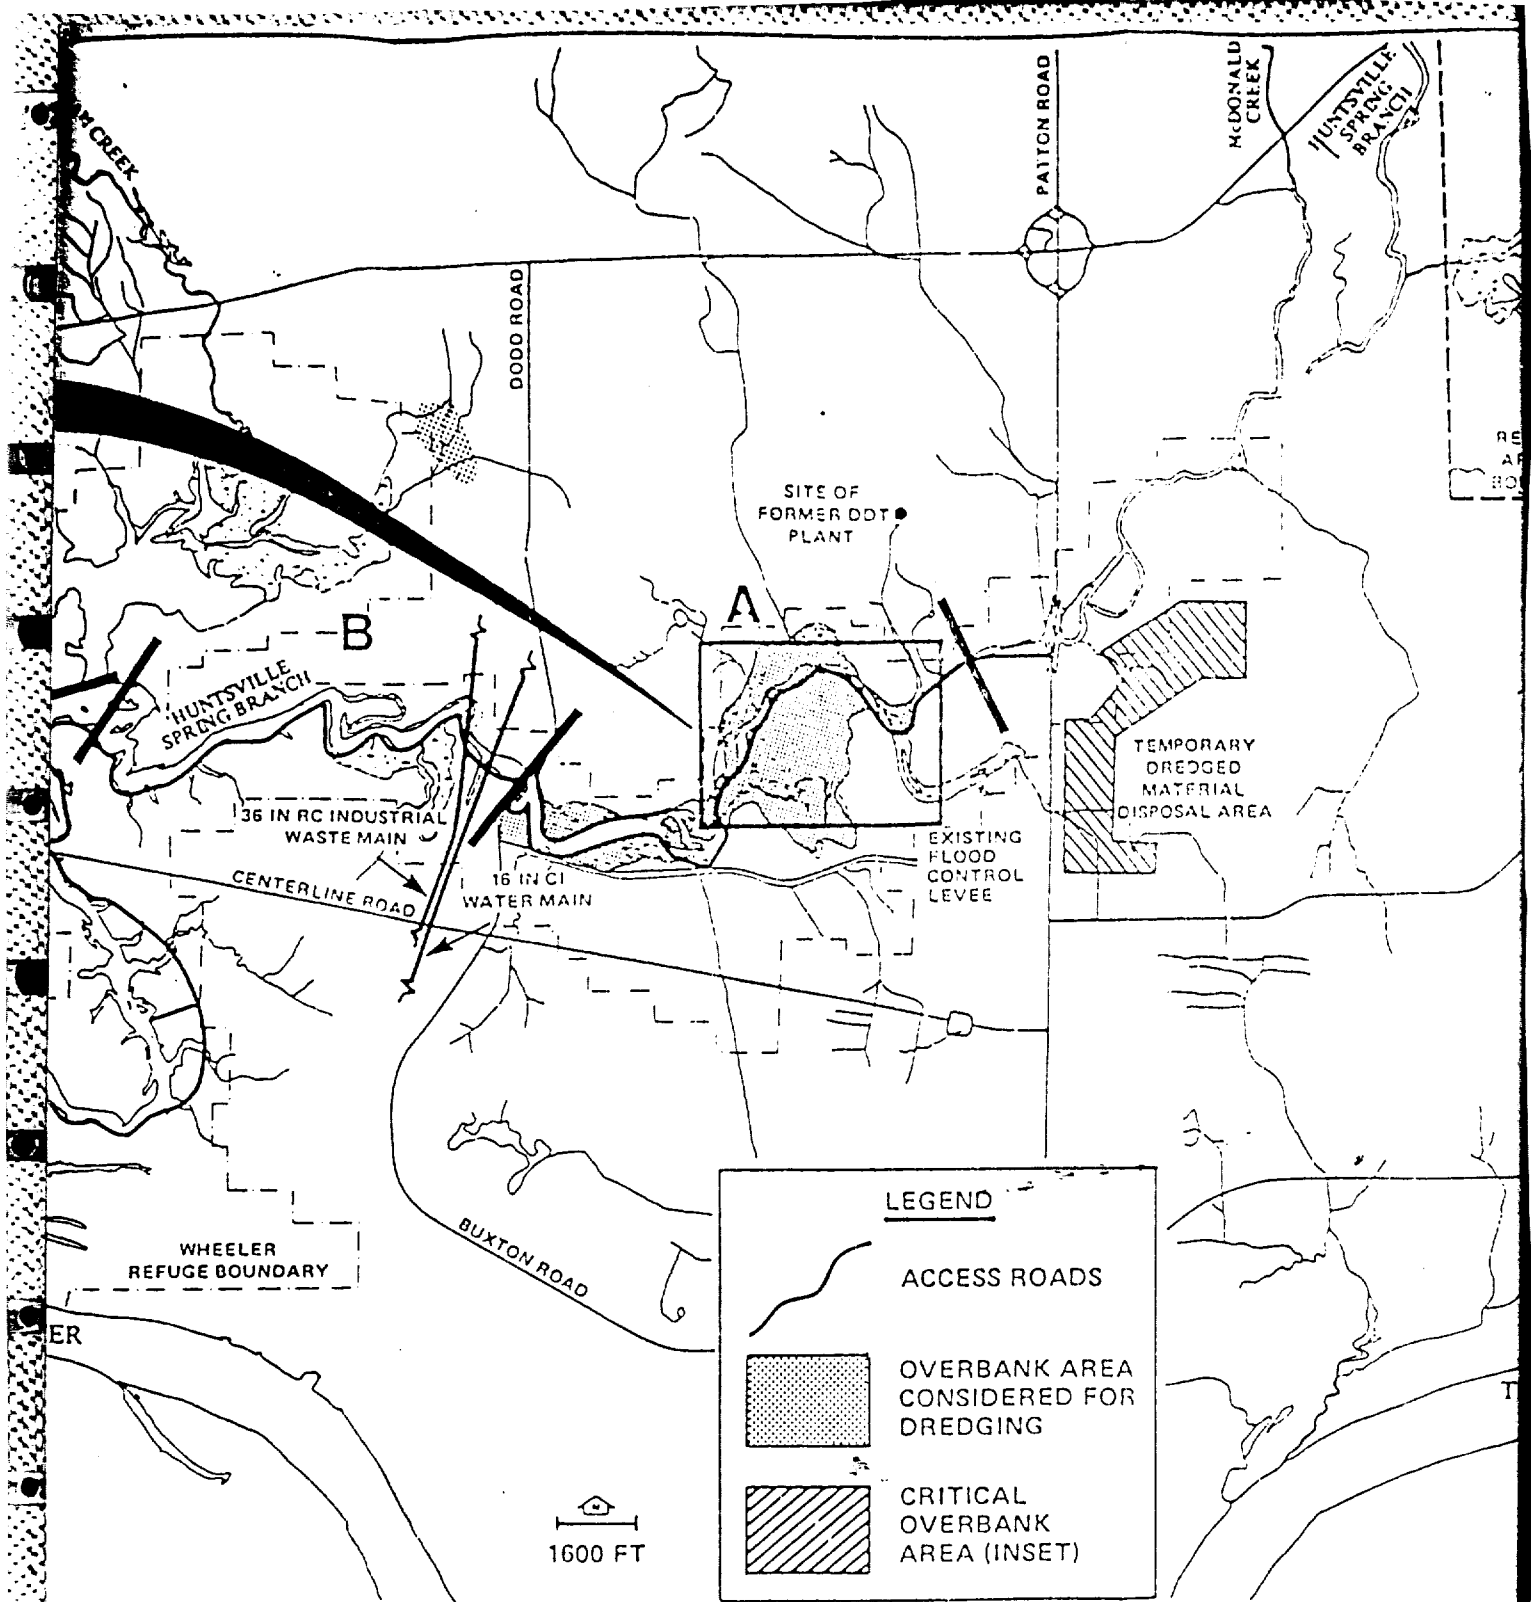 McDONALD
CREEK
HUNTSVILLE
SPRING
BRANCH
PATTON ROAD
CREEK
DODD ROAD
SITE OF
FORMER DDT
PLANT
A
B
HUNTSVILLE
SPRING BRANCH
TEMPORARY
DREDGED
MATERIAL
DISPOSAL AREA
36 IN RC INDUSTRIAL
WASTE MAIN
EXISTING
FLOOD
CONTROL
LEVEE
16 IN CI
WATER MAIN
CENTERLINE ROAD
BUXTON ROAD
WHEELER
REFUGE BOUNDARY
ER
LEGEND
ACCESS ROADS
OVERBANK AREA
CONSIDERED FOR
DREDGING
CRITICAL
OVERBANK
AREA (INSET)
N
1600 FT